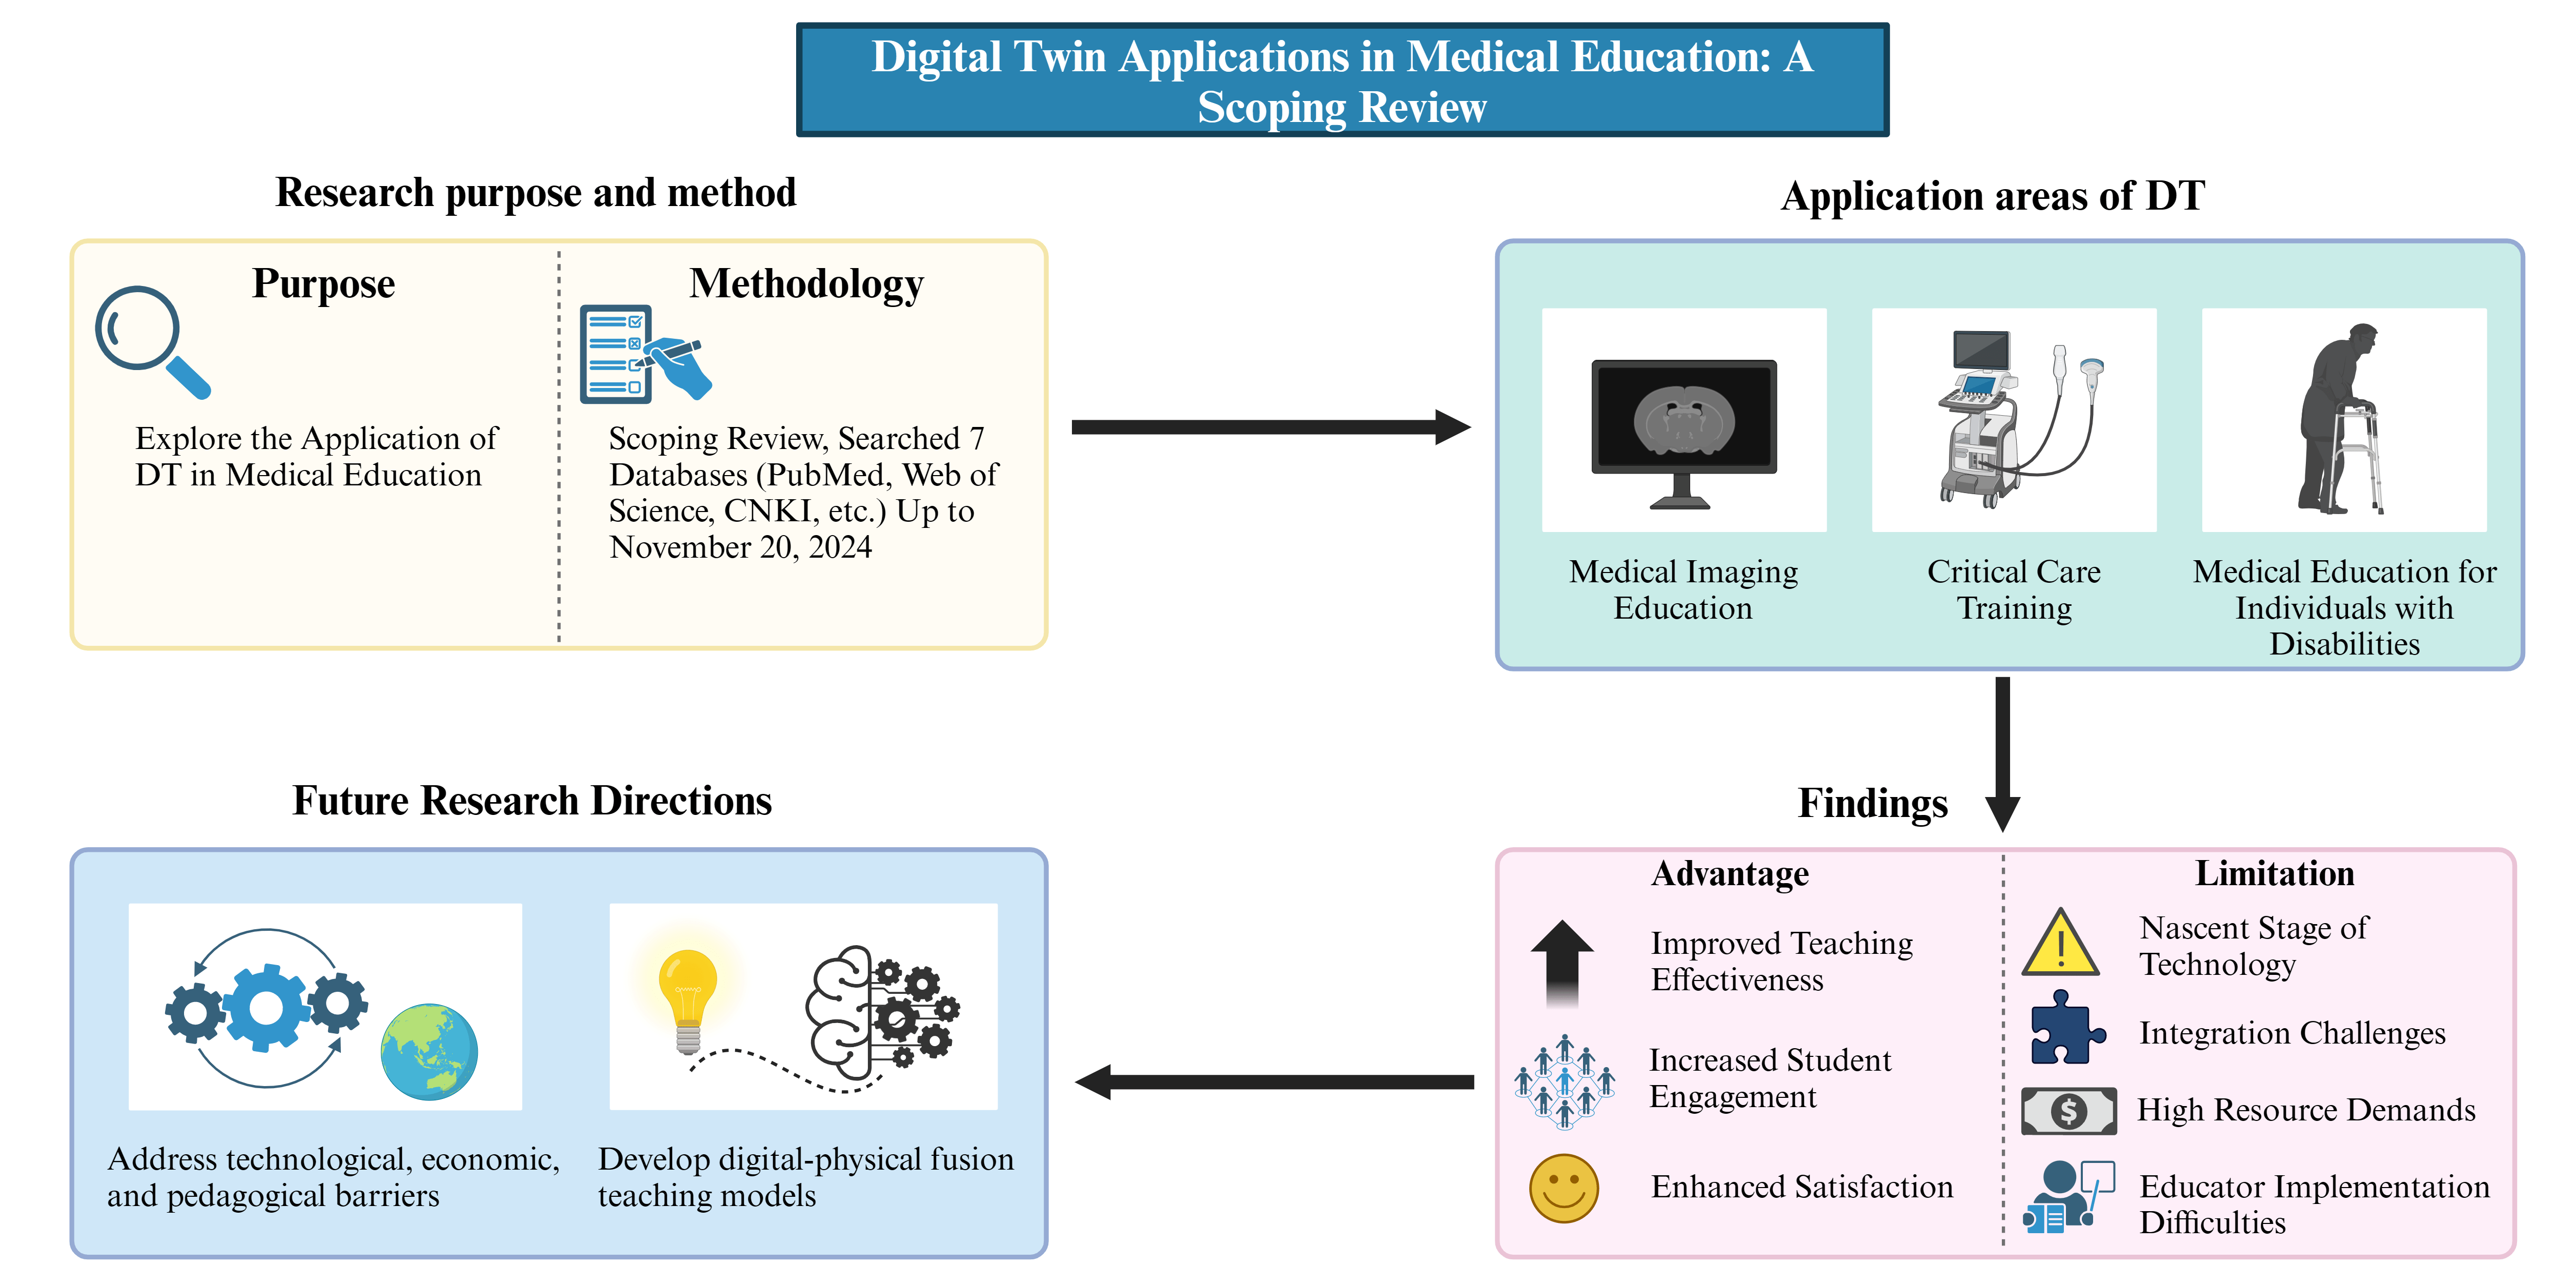 Digital Twin Applications in Medical Education: A
Scoping Review
Research purpose and method
Purpose
Explore the Application of
DT in Medical Education
Methodology
Scoping Review, Searched 7
Databases (PubMed, Web of
Science, CNKI, etc.) Up to
November 20, 2024
Application areas of DT
Medical Imaging
Education
Critical Care
Training
Medical Education for
Individuals with
Disabilities
Findings
Advantage
Improved Teaching
Effectiveness
Increased Student
Engagement
Enhanced Satisfaction
Limitation
Nascent Stage of
Technology
Integration Challenges
High Resource Demands
Educator Implementation
Difficulties
Future Research Directions
Address technological, economic,
and pedagogical barriers
Develop digital-physical fusion
teaching models